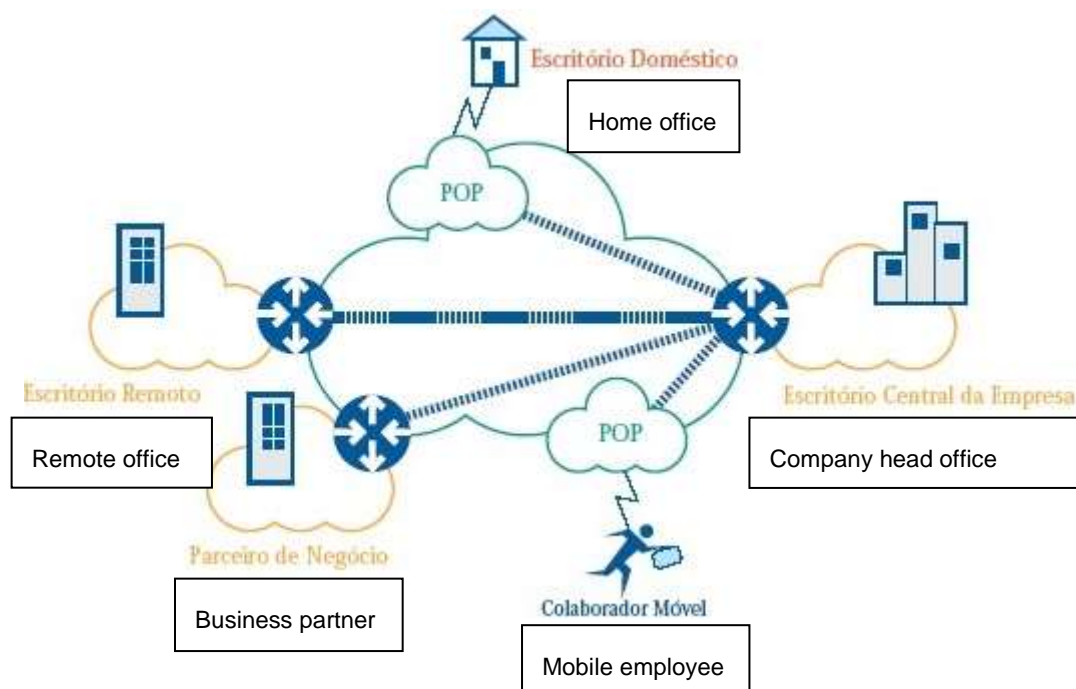 Escritório Doméstico
Home office
POP
Escritório Remoto
Escritório Central da Empresa
Remote office
POP
Company head office
Parceiro de Negócio
Business partner
Colaborador Móvel
Mobile employee